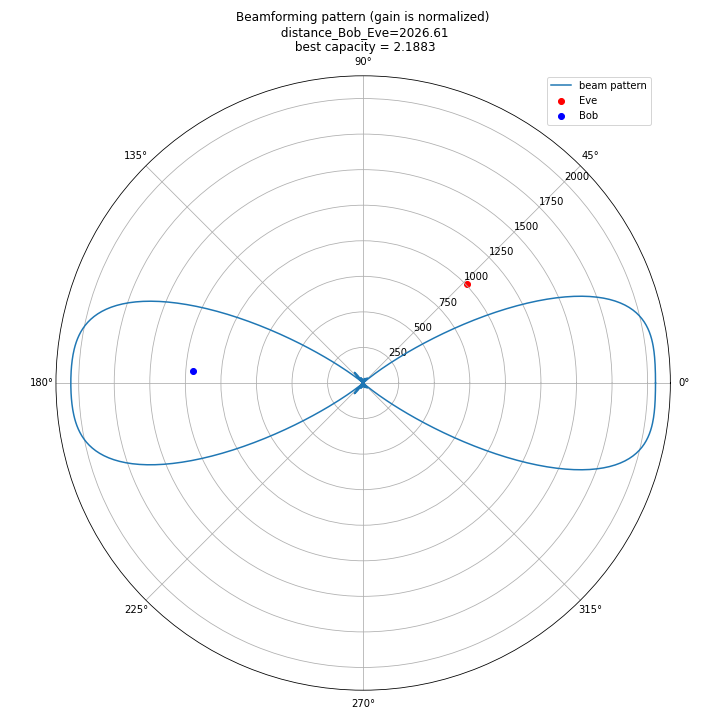 Beamforming pattern (gain is normalized)
distance_Bob_Eve=2026.61
best capacity = 2.1883
90°
beam pattern
Eve
Bob
135°
45°
2000
1750
1500
1250
1000
750
500
250
180°
0°
225°
315°
270°